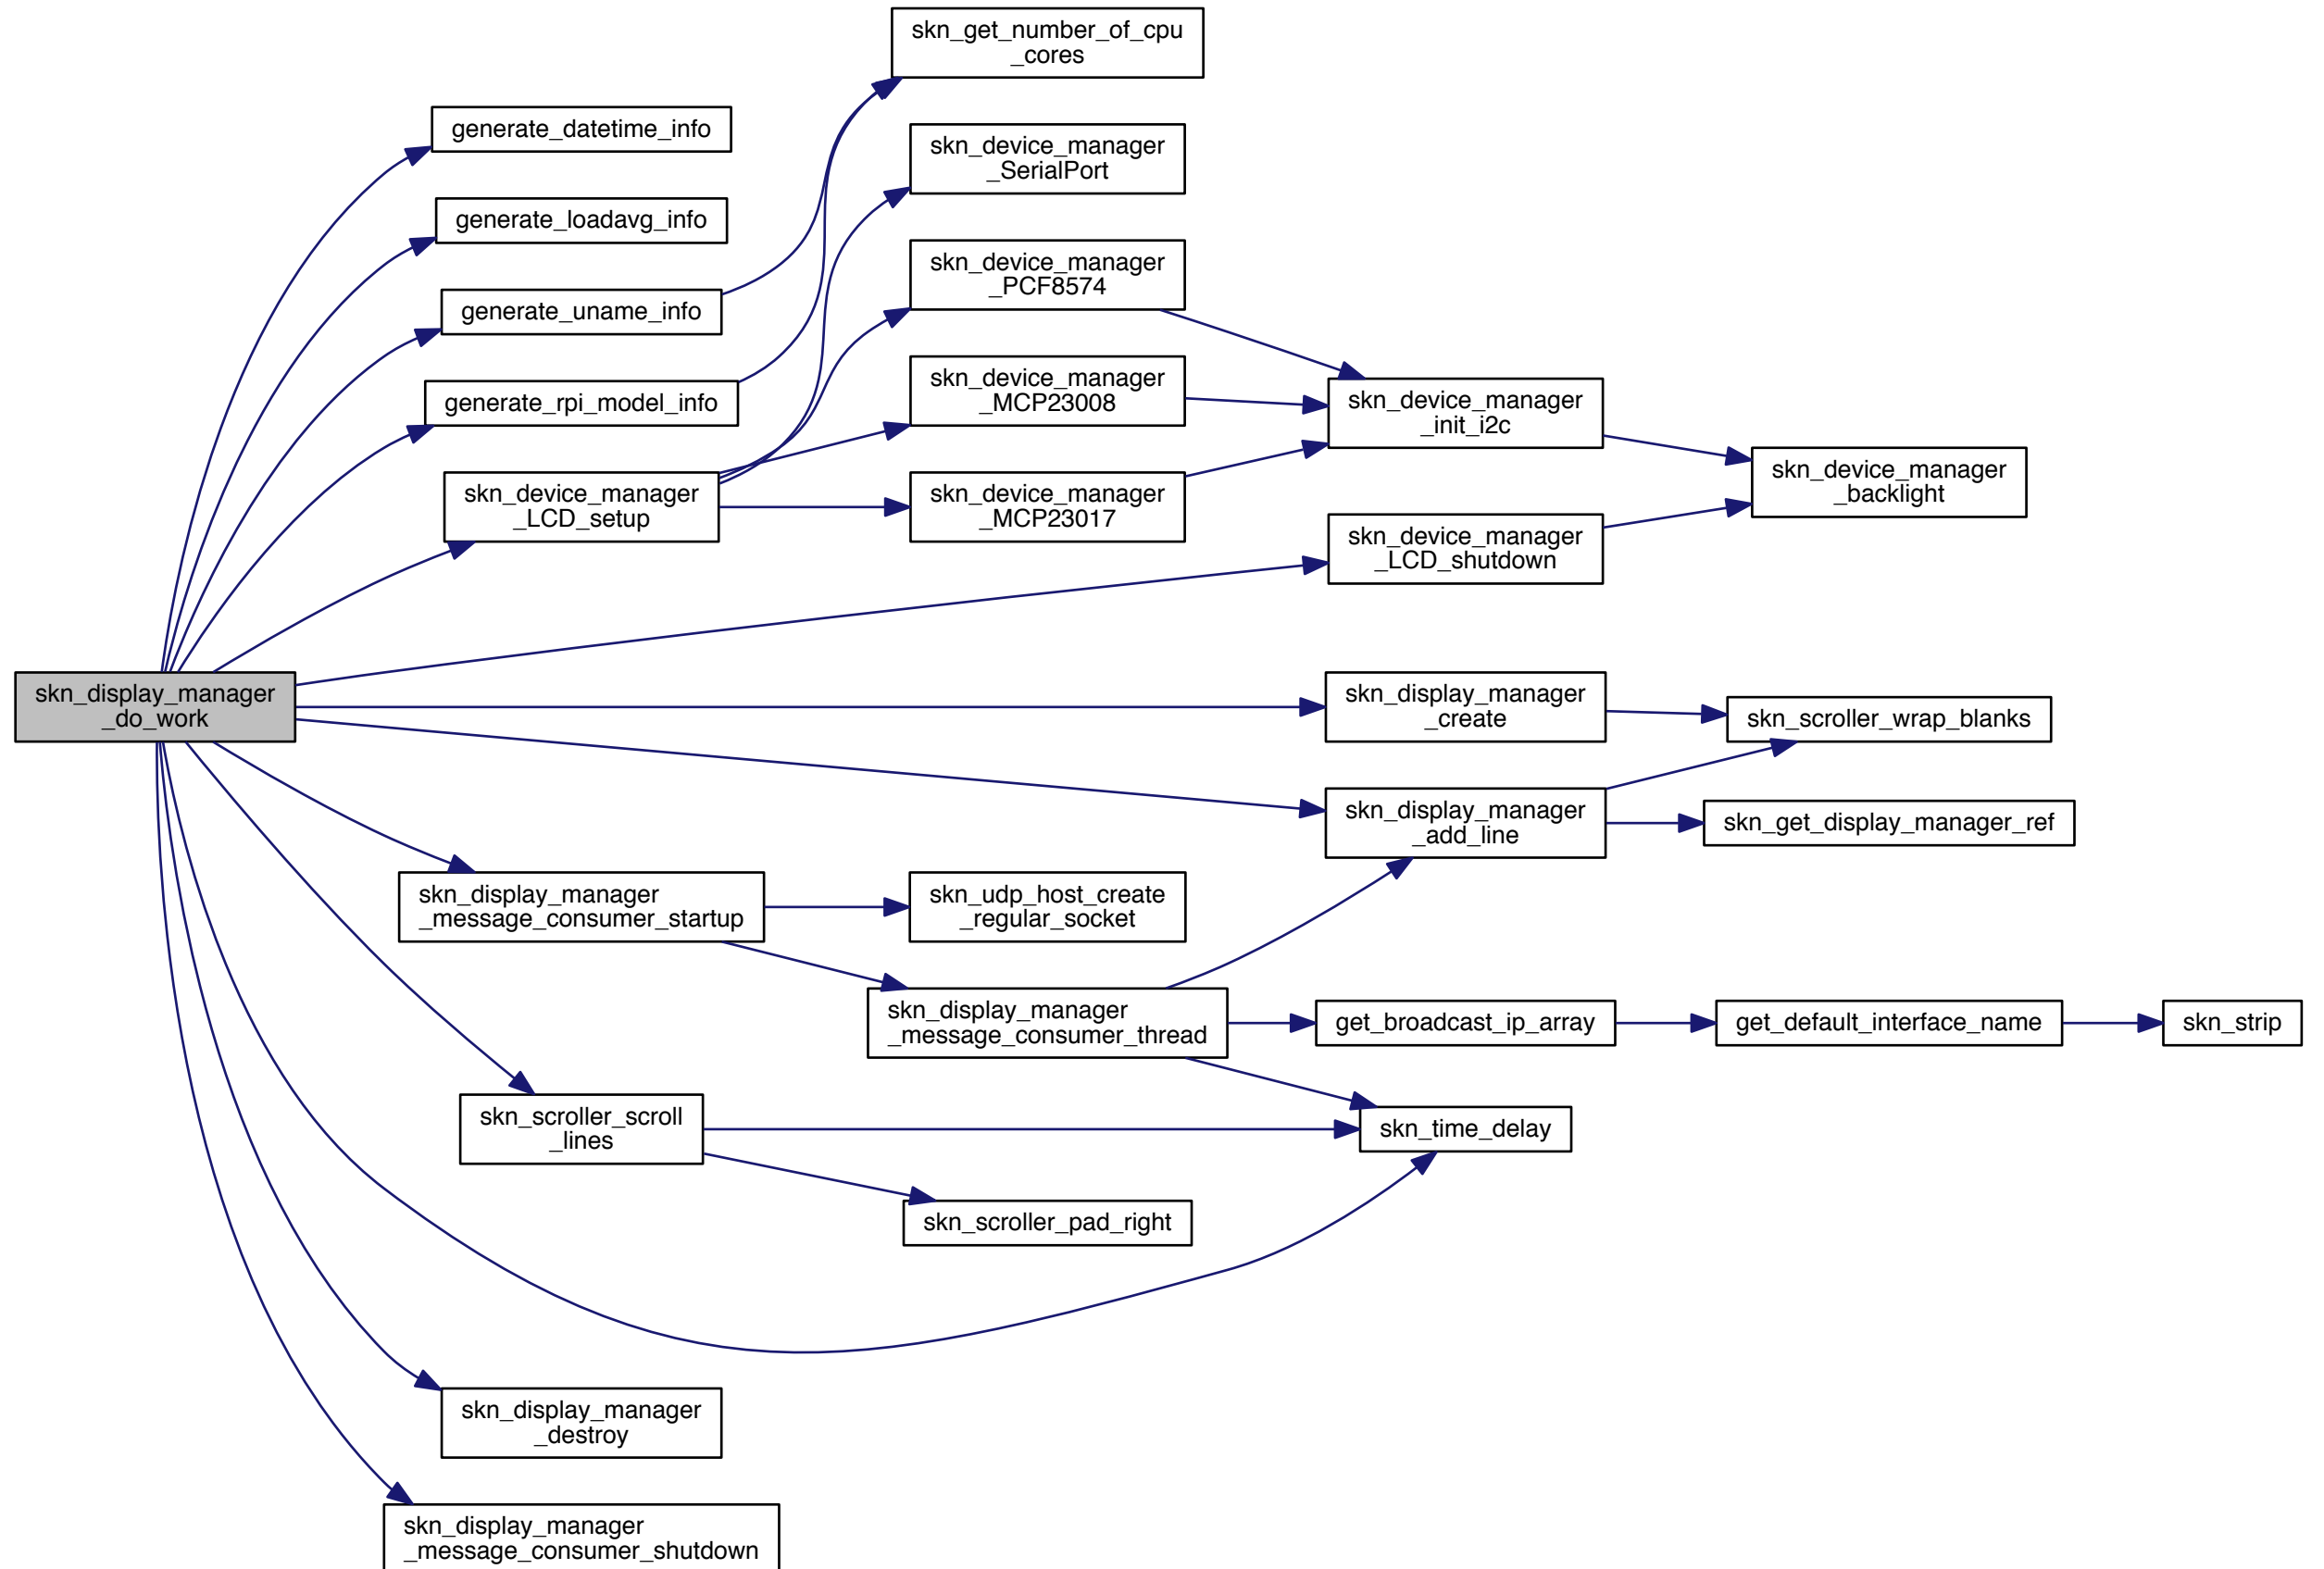 skn_get_number_of_cpu
_cores
generate_datetime_info
skn_device_manager
_SerialPort
generate_loadavg_info
skn_device_manager
_PCF8574
generate_uname_info
skn_device_manager
_MCP23008
generate_rpi_model_info
skn_device_manager
_init_i2c
skn_device_manager
_LCD_setup
skn_device_manager
_MCP23017
skn_device_manager
_backlight
skn_device_manager
_LCD_shutdown
skn_display_manager
_do_work
skn_display_manager
_create
skn_scroller_wrap_blanks
skn_display_manager
_add_line
skn_get_display_manager_ref
skn_display_manager
_message_consumer_startup
skn_udp_host_create
_regular_socket
skn_display_manager
_message_consumer_thread
get_broadcast_ip_array
get_default_interface_name
skn_strip
skn_scroller_scroll
_lines
skn_time_delay
skn_scroller_pad_right
skn_display_manager
_destroy
skn_display_manager
_message_consumer_shutdown